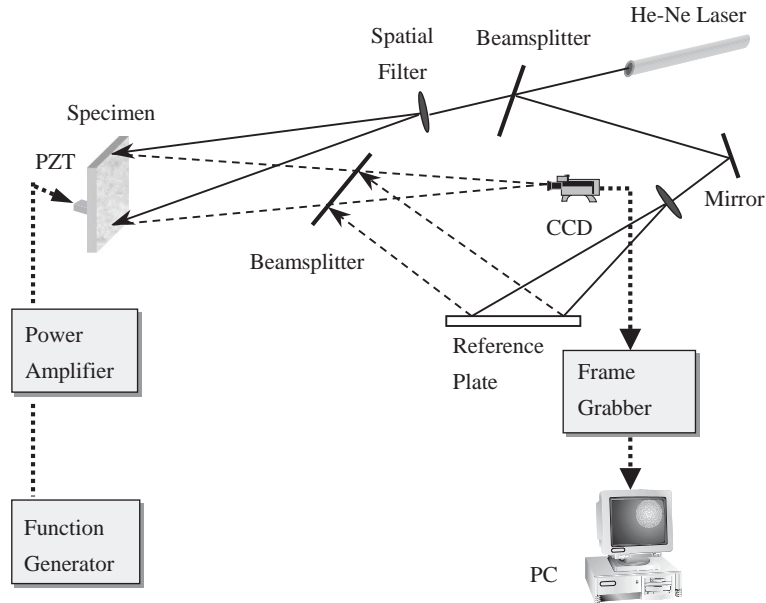 He-Ne Laser
Beamsplitter
Spatial
Filter
Specimen
PZT
Mirror
CCD
Beamsplitter
Power
Amplifier
Reference
Plate
Frame
Grabber
Function
Generator
PC